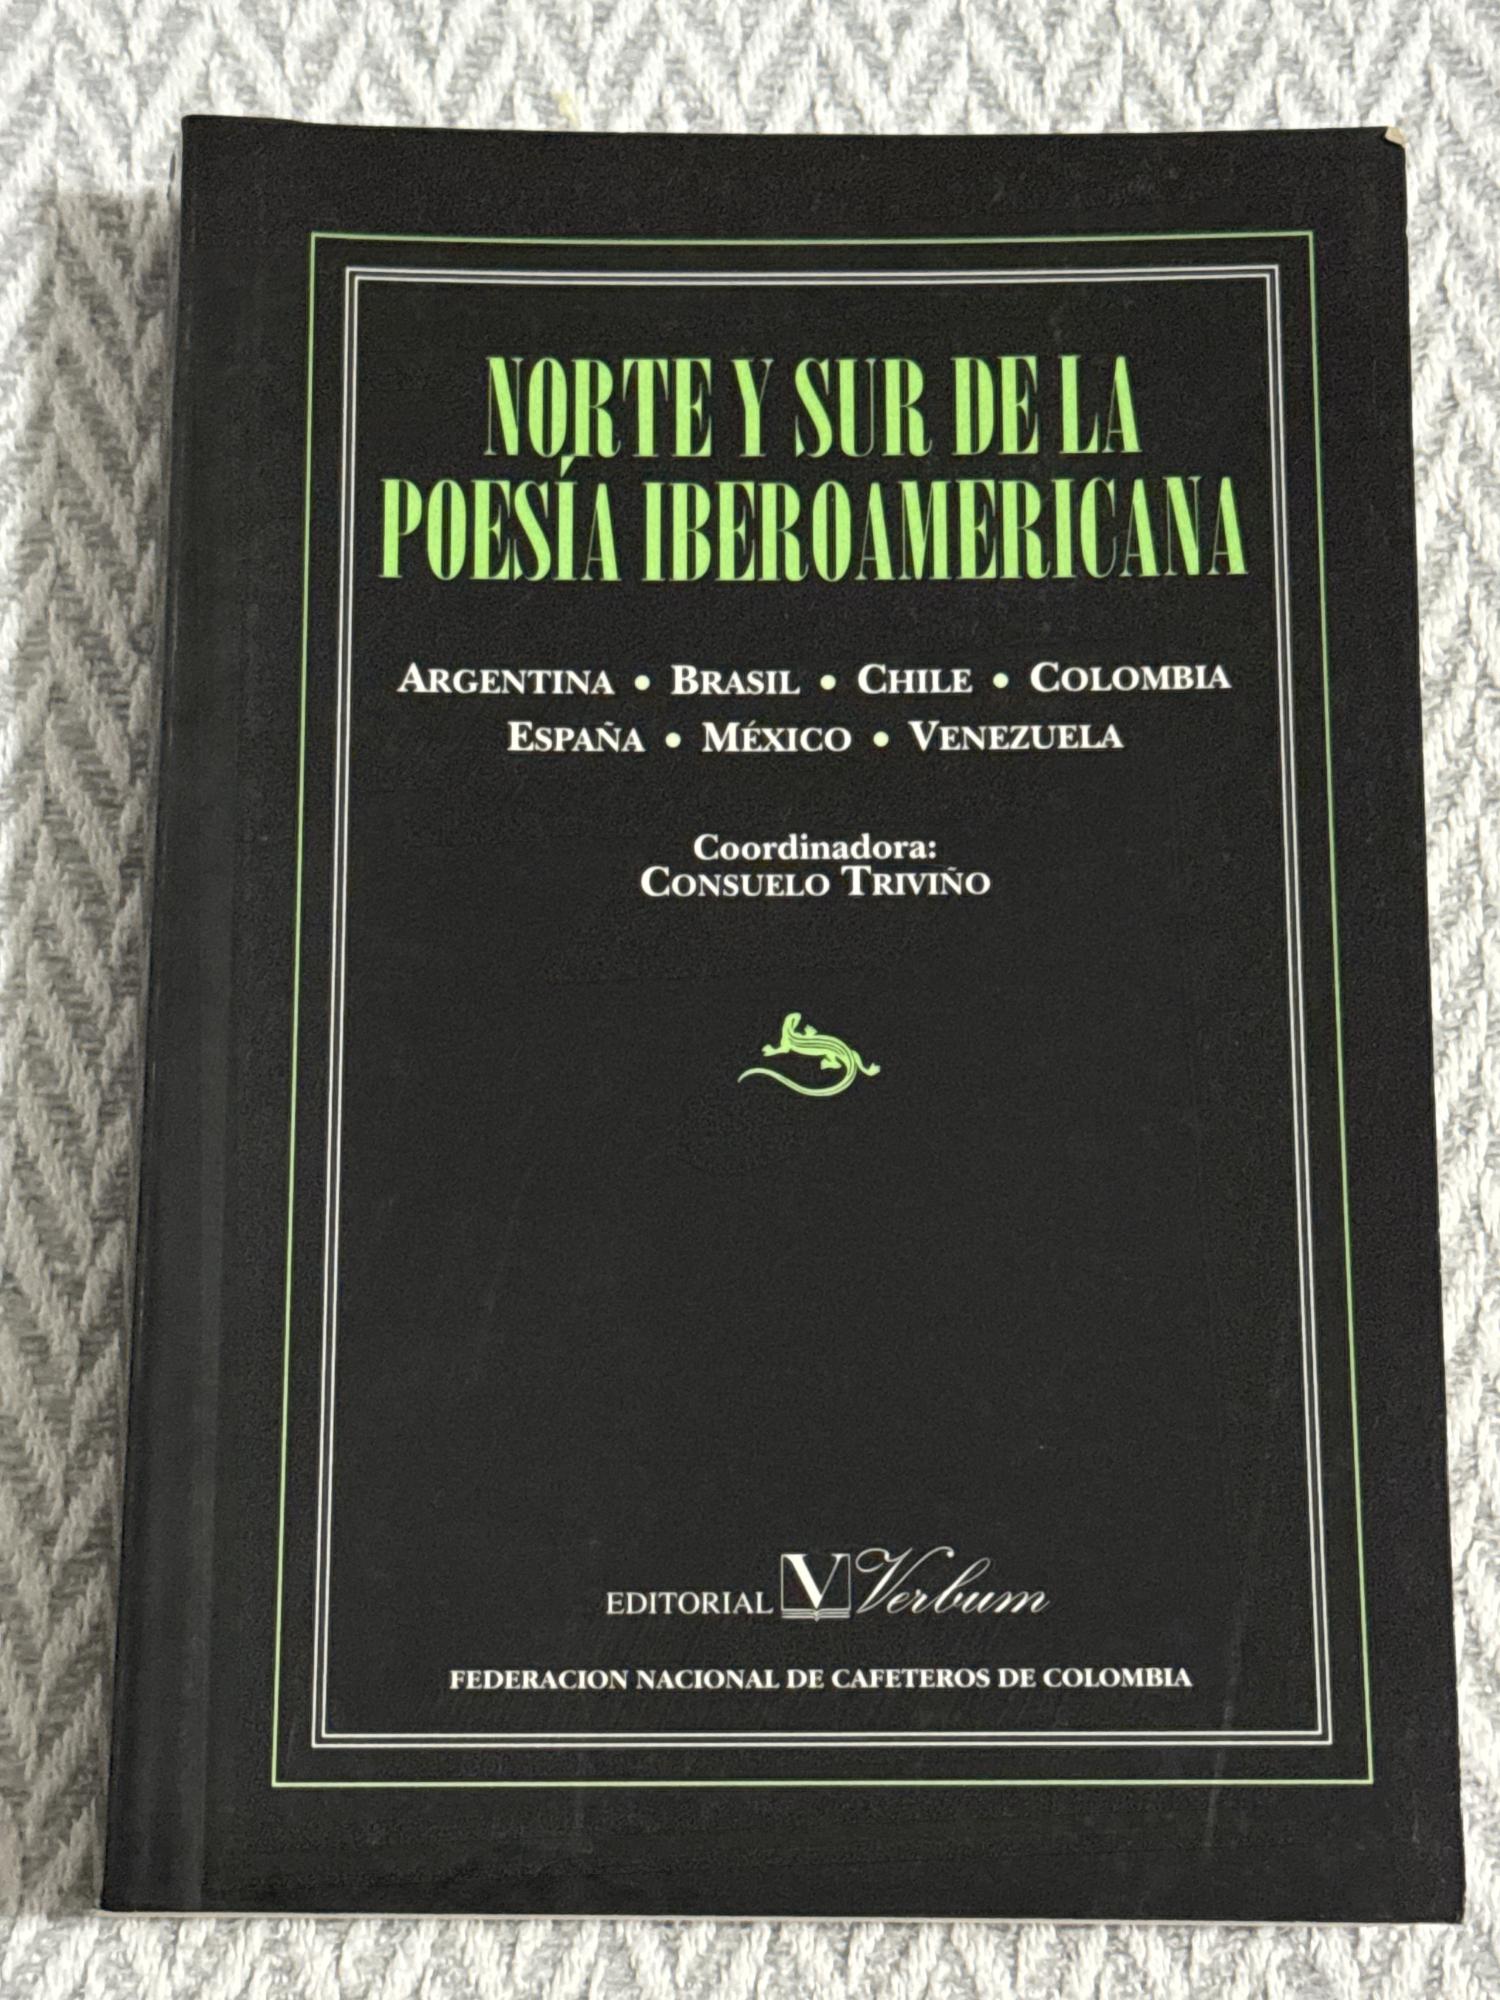 NORTE Y SUR DE LA
POESÍA IBEROAMERICANA
ARGENTINA • BRASIL • CHILE • COLOMBIA
ESPAÑA • MÉXICO • VENEZUELA
Coordinadora:
CONSUELO TRIVIÑO
EDITORIAL V Verbum
FEDERACION NACIONAL DE CAFETEROS DE COLOMBIA